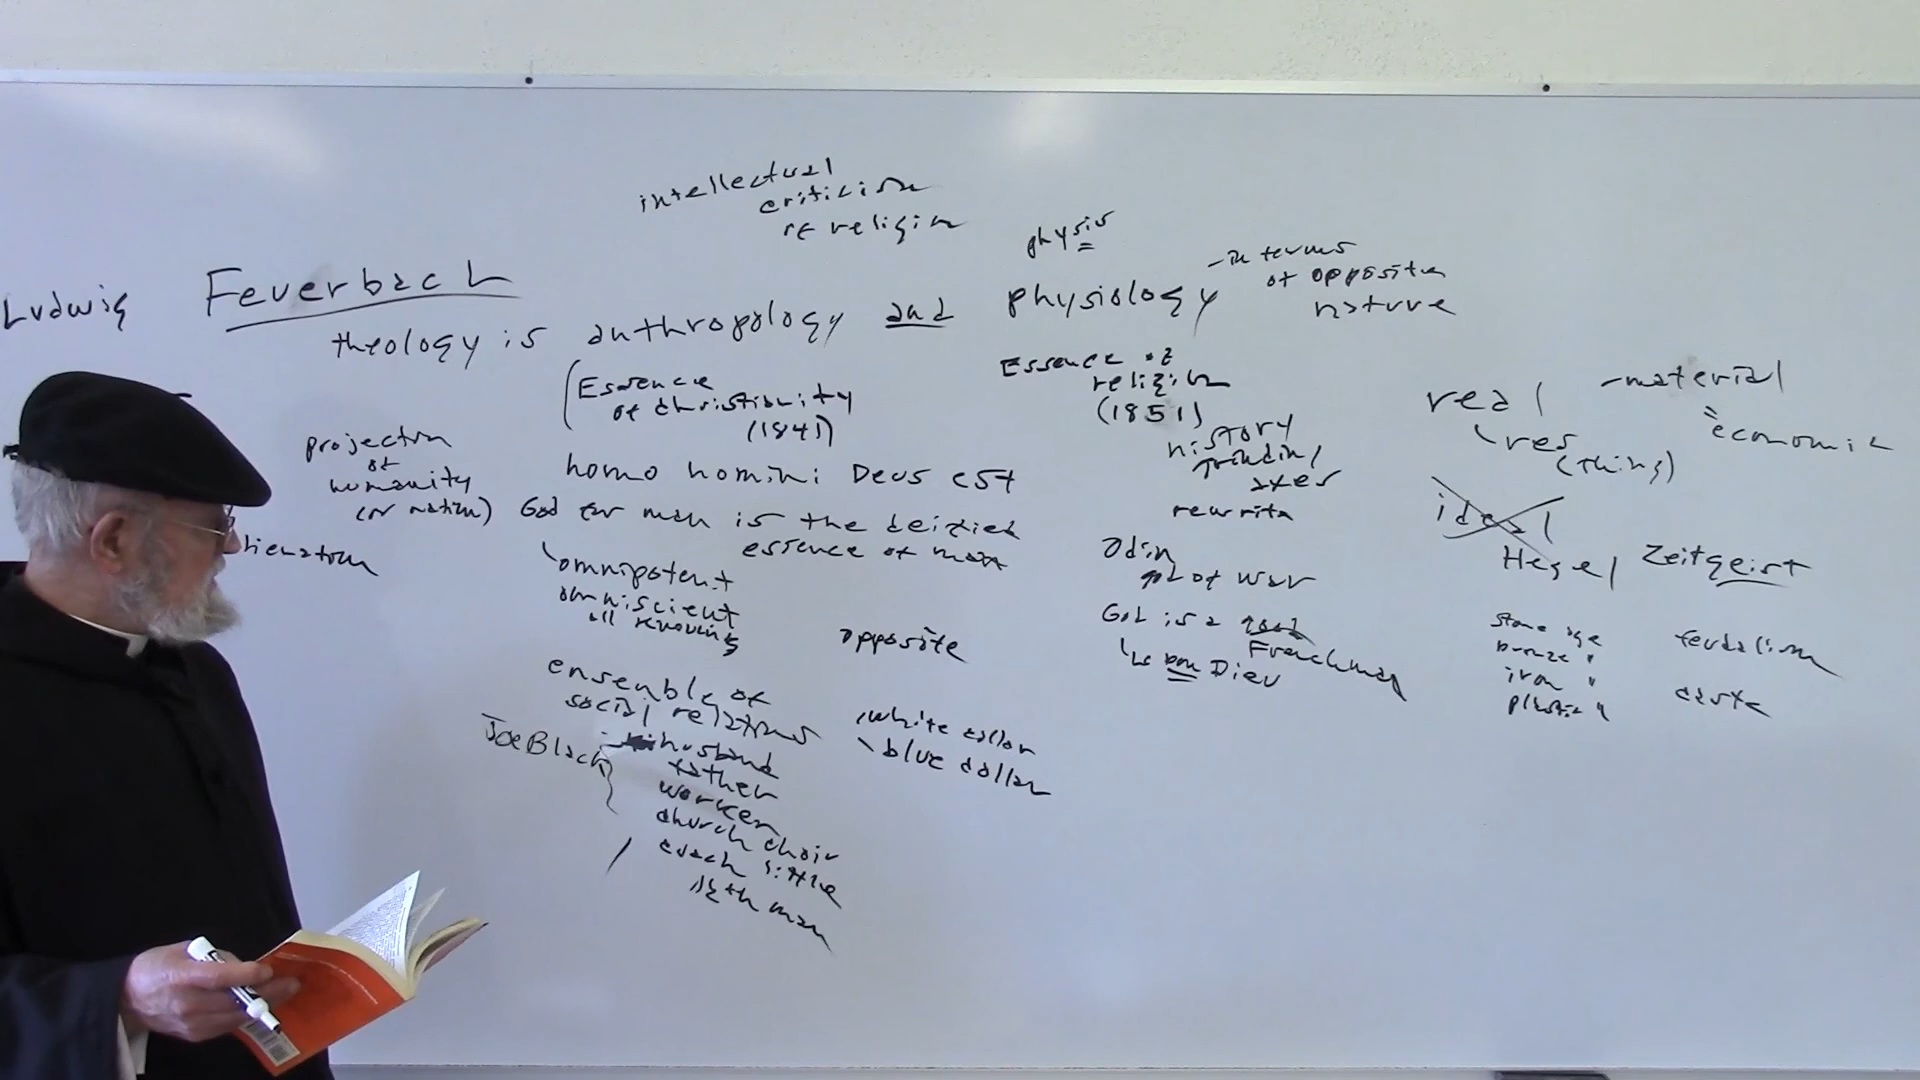 intellectual
criticism
of religion
Ludwig Feuerbach
theology is anthropology and physiology
physis
- in terms
of opposite
nature
(Essence
of Christianity
(1841)
Essence of
religion
(1851)
projection
of
humanity
(or nation)
alienation
homo homini Deus est
God for man is the deified
essence of man
omnipotent
omniscient
all knowing
opposite
ensemble of
social relations
Joe Black
husband
father
worker
church choir
coach little
white collar
blue collar
history
grinding
axes
rewrite
Odin
god of war
God is a good
Frenchman
le bon Dieu
real - material
economic
res
(thing)
ideal
Hegel Zeitgeist
stone age
bronze "
iron "
plastic "
feudalism
caste